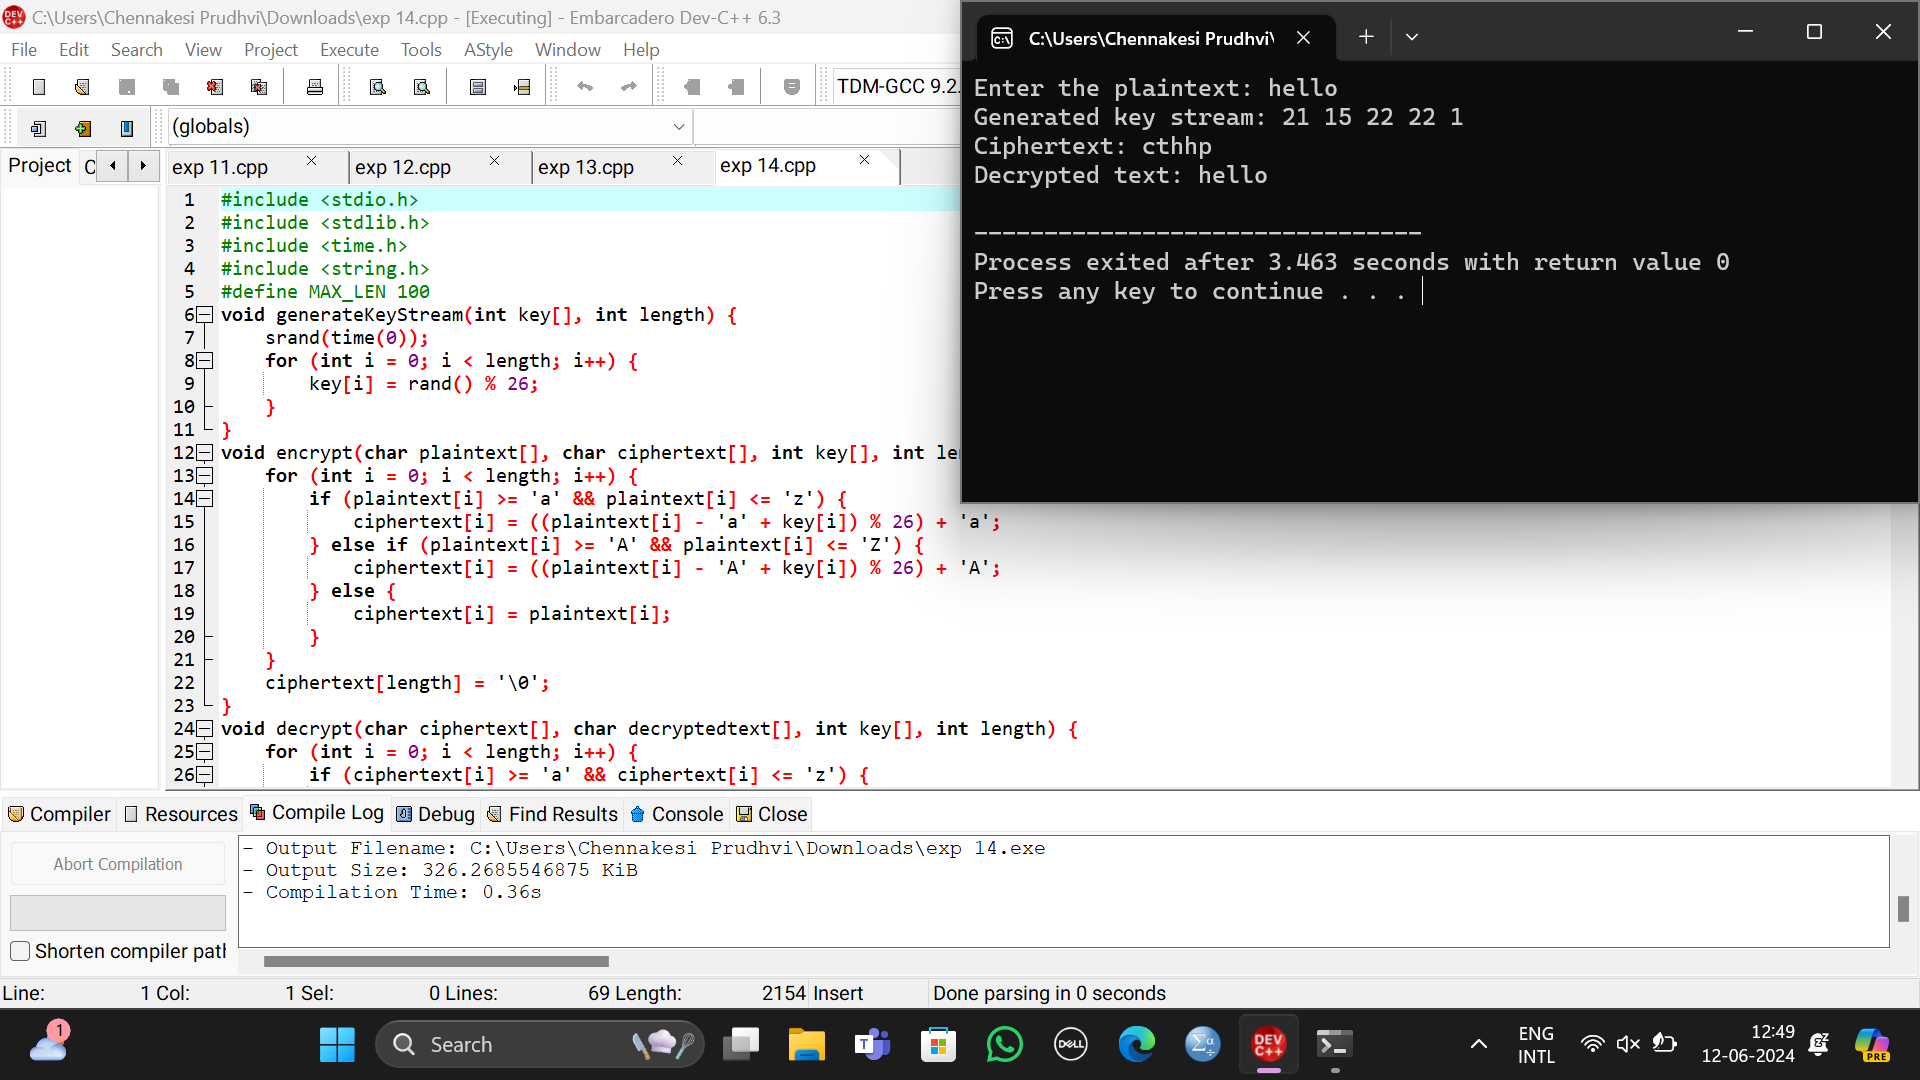 C:\Users\Chennakesi Prudhvi\Downloads\exp 14.cpp - [Executing] - Embarcadero Dev-C++ 6.3
File Edit Search View Project Execute Tools AStyle Window Help
TDM-GCC 9.2.
(globals)
Project
exp 11.cpp exp 12.cpp exp 13.cpp exp 14.cpp
1 #include <stdio.h>
2 #include <stdlib.h>
3 #include <time.h>
4 #include <string.h>
5 #define MAX_LEN 100
6 void generateKeyStream(int key[], int length) {
7 srand(time(0));
8 for (int i = 0; i < length; i++) {
9 key[i] = rand() % 26;
10 }
11 }
12 void encrypt(char plaintext[], char ciphertext[], int key[], int le
13 for (int i = 0; i < length; i++) {
14 if (plaintext[i] >= 'a' && plaintext[i] <= 'z') {
15 ciphertext[i] = ((plaintext[i] - 'a' + key[i]) % 26) + 'a';
16 } else if (plaintext[i] >= 'A' && plaintext[i] <= 'Z') {
17 ciphertext[i] = ((plaintext[i] - 'A' + key[i]) % 26) + 'A';
18 } else {
19 ciphertext[i] = plaintext[i];
20 }
21 }
22 ciphertext[length] = '\0';
23 }
24 void decrypt(char ciphertext[], char decryptedtext[], int key[], int length) {
25 for (int i = 0; i < length; i++) {
26 if (ciphertext[i] >= 'a' && ciphertext[i] <= 'z') {
C:\Users\Chennakesi Prudhvi\
Enter the plaintext: hello
Generated key stream: 21 15 22 22 1
Ciphertext: cthhp
Decrypted text: hello
--------------------------------
Process exited after 3.463 seconds with return value 0
Press any key to continue . . .
Compiler Resources Compile Log Debug Find Results Console Close
Abort Compilation
Shorten compiler path
- Output Filename: C:\Users\Chennakesi Prudhvi\Downloads\exp 14.exe
- Output Size: 326.2685546875 KiB
- Compilation Time: 0.36s
Line: 1 Col: 1 Sel: 0 Lines: 69 Length: 2154 Insert Done parsing in 0 seconds
1
Search
DELL
DEV C++
ENG
INTL
12:49
12-06-2024
PRE